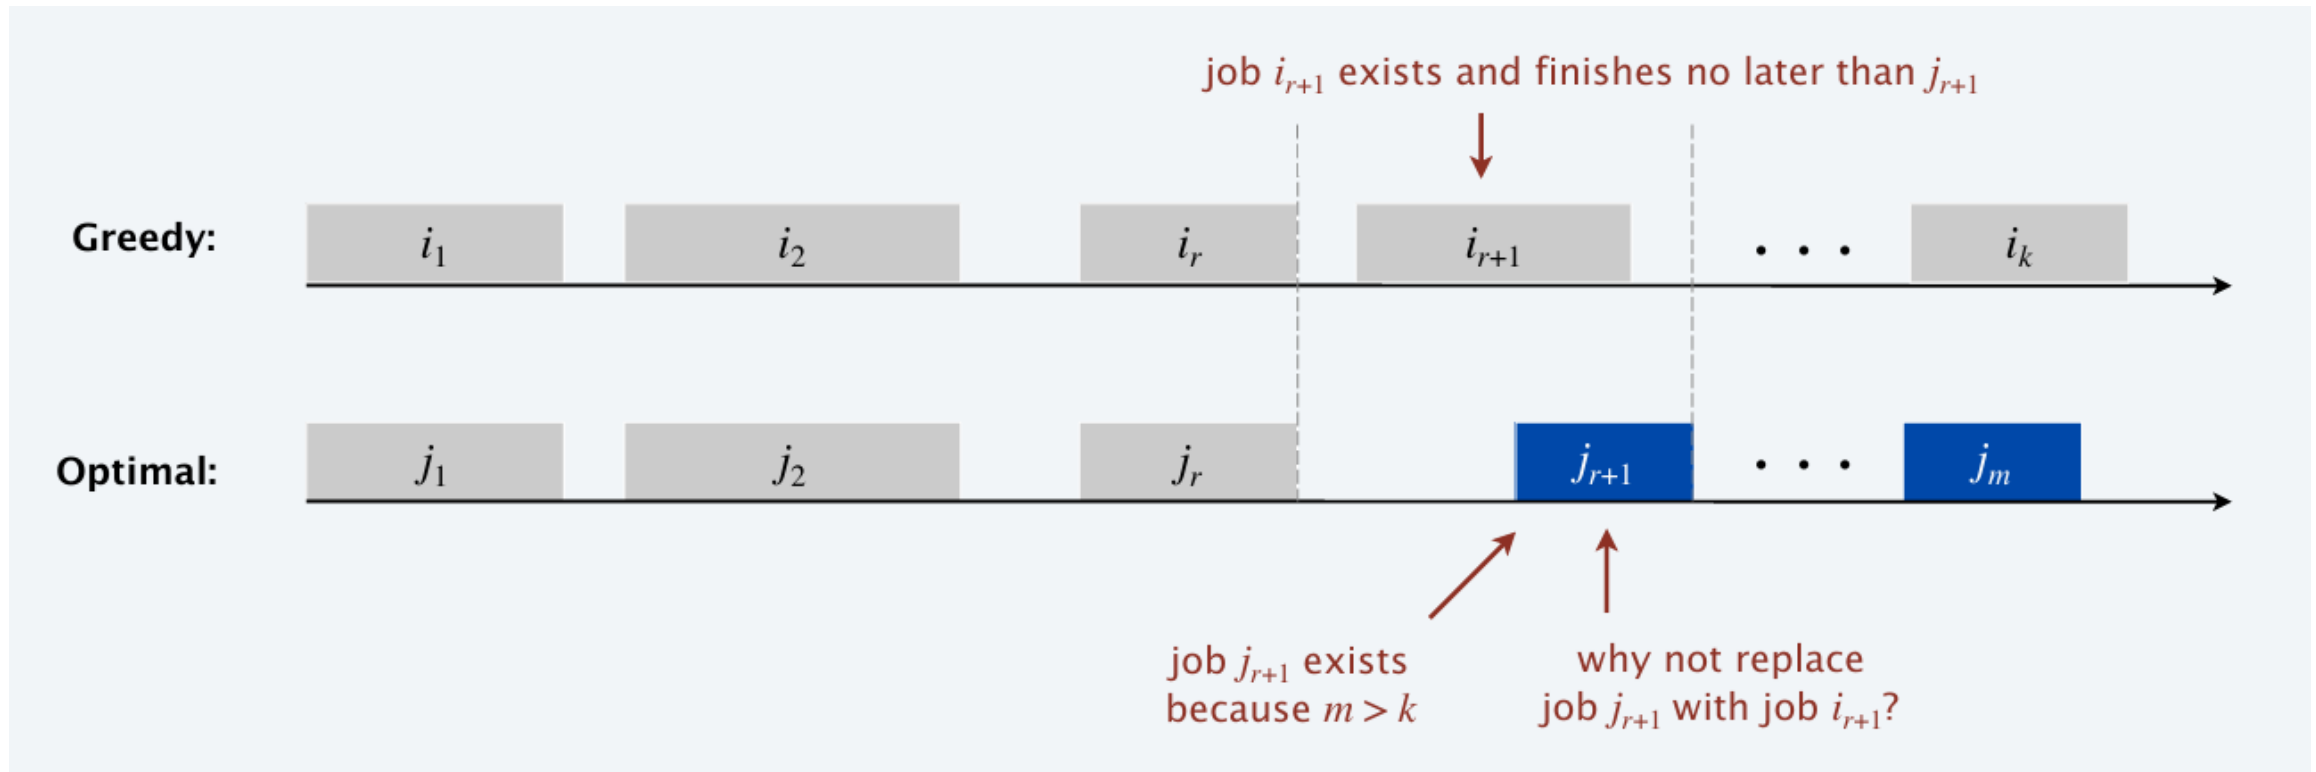 job i_{r+1} exists and finishes no later than j_{r+1}
Greedy:
i_1
i_2
i_r
i_{r+1}
. . .
i_k
Optimal:
j_1
j_2
j_r
j_{r+1}
. . .
j_m
job j_{r+1} exists
because m > k
why not replace
job j_{r+1} with job i_{r+1}?